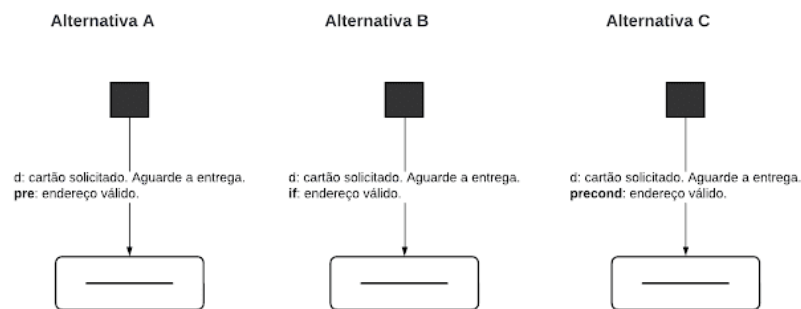 Alternativa A
Alternativa B
Alternativa C
d: cartão solicitado. Aguarde a entrega.
pre: endereço válido.
d: cartão solicitado. Aguarde a entrega.
if: endereço válido.
d: cartão solicitado. Aguarde a entrega.
precond: endereço válido.